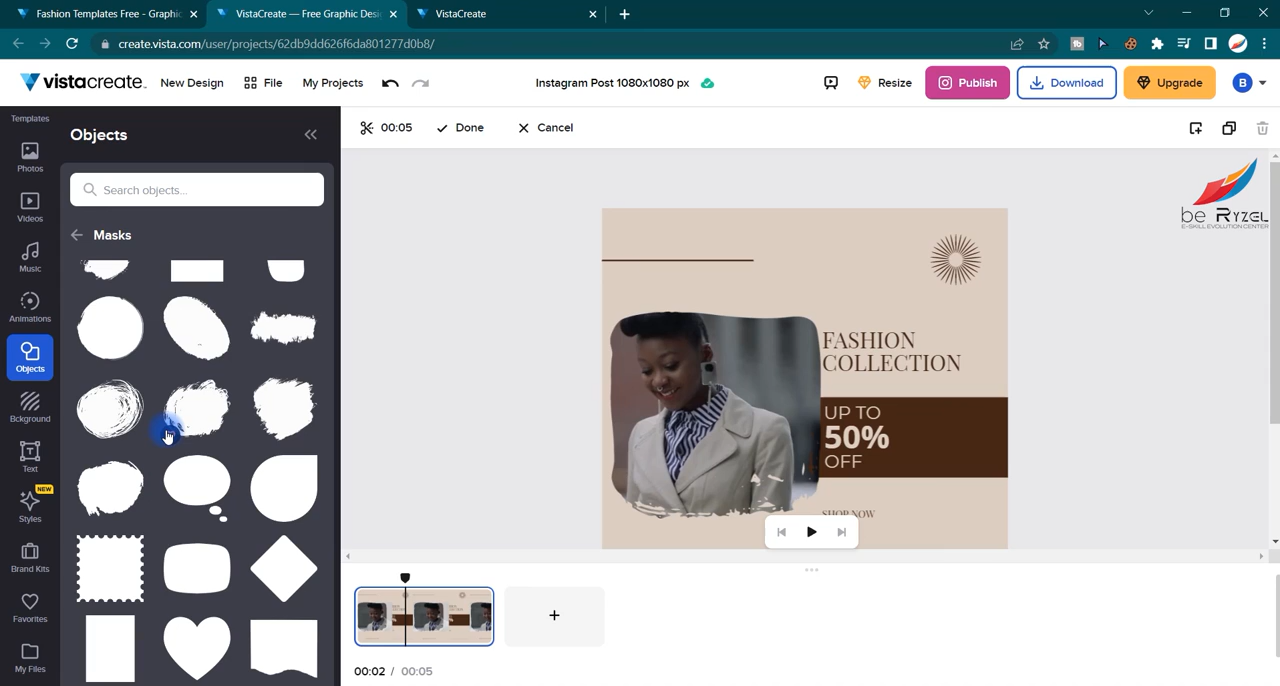 Fashion Templates Free - Graphic
VistaCreate — Free Graphic Desi
VistaCreate
create.vista.com/user/projects/62db9dd626f6da801277d0b8/
vistacreate
New Design
File
My Projects
Instagram Post 1080x1080 px
Resize
Publish
Download
Upgrade
B
Templates
Photos
Videos
Music
Animations
Objects
Bckground
Text
NEW
Styles
Brand Kits
Favorites
My Files
Objects
Search objects...
Masks
00:05
Done
Cancel
be RYZEL
E-SKILL EVOLUTION CENTER
FASHION
COLLECTION
UP TO
50%
OFF
SHOP NOW
00:02 / 00:05